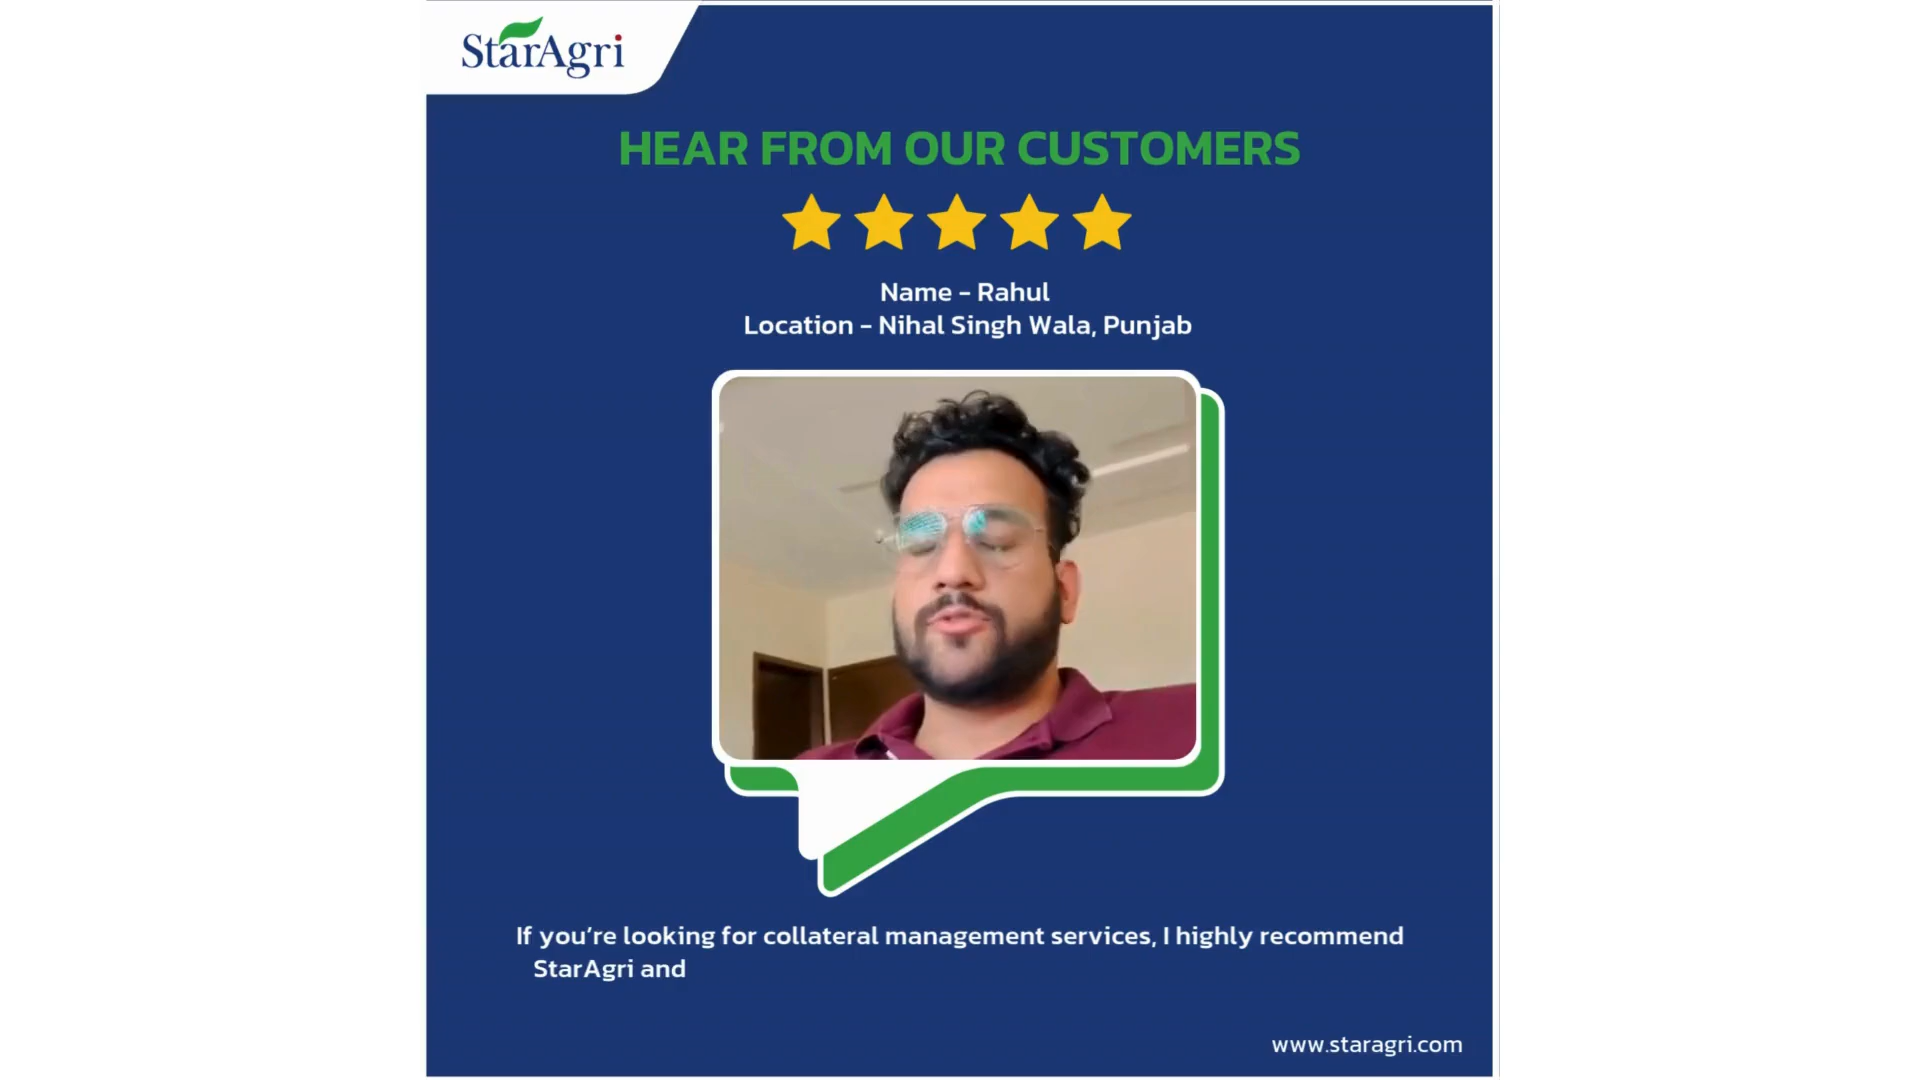 StarAgri
HEAR FROM OUR CUSTOMERS
Name - Rahul
Location - Nihal Singh Wala, Punjab
If you’re looking for collateral management services, I highly recommend
StarAgri and
www.staragri.com